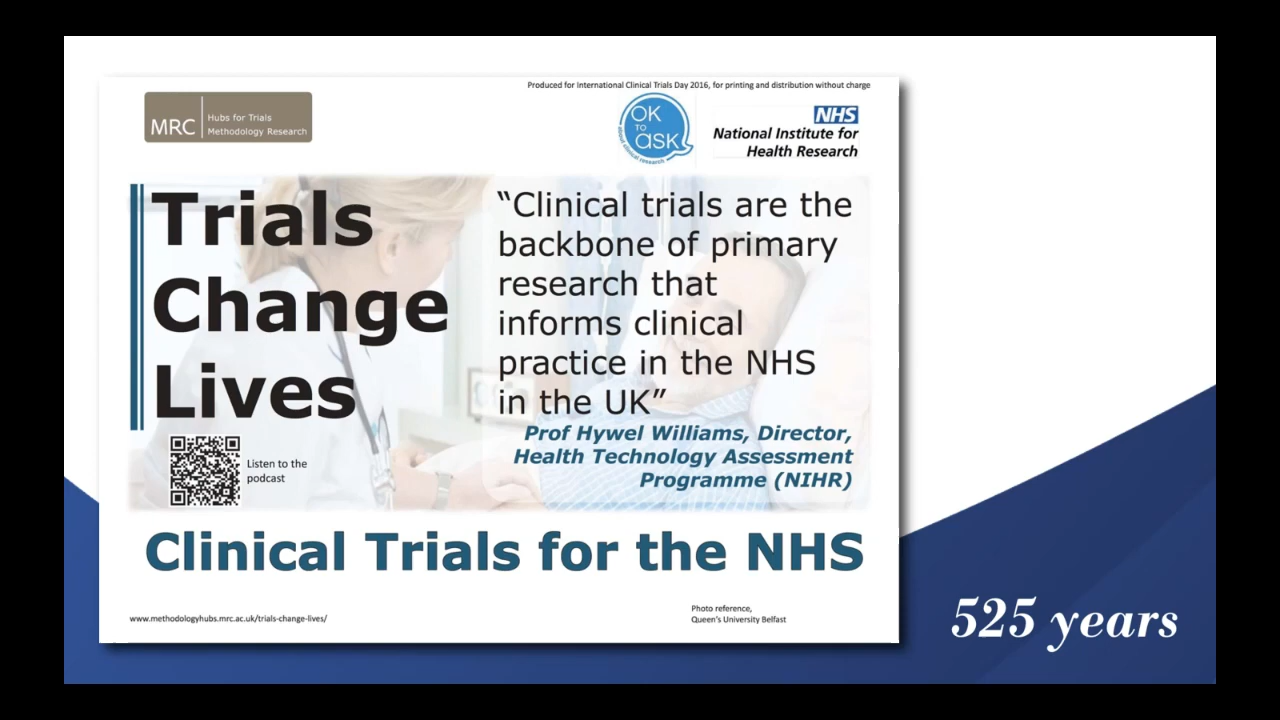 Produced for International Clinical Trials Day 2016, for printing and distribution without charge
MRC
Hubs for Trials
Methodology Research
OK
TO
ask
about clinical research
NHS
National Institute for
Health Research
Trials
Change
Lives
“Clinical trials are the
backbone of primary
research that
informs clinical
practice in the NHS
in the UK”
Prof Hywel Williams, Director,
Health Technology Assessment
Programme (NIHR)
Listen to the
podcast
Clinical Trials for the NHS
www.methodologyhubs.mrc.ac.uk/trials-change-lives/
Photo reference,
Queen's University Belfast
525 years